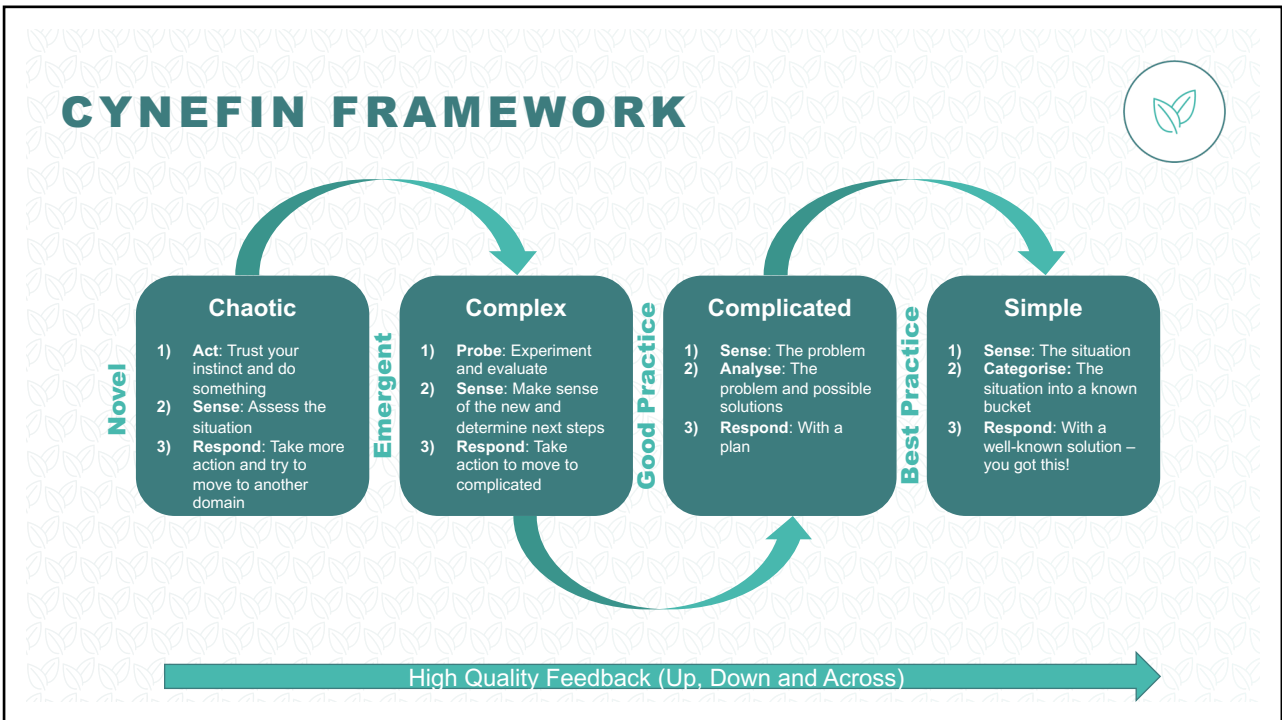 CYNEFIN FRAMEWORK
Novel
Chaotic
1) Act: Trust your
instinct and do
something
2) Sense: Assess the
situation
3) Respond: Take more
action and try to
move to another
domain
Emergent
Complex
1) Probe: Experiment
and evaluate
2) Sense: Make sense
of the new and
determine next steps
3) Respond: Take
action to move to
complicated
Good Practice
Complicated
1) Sense: The problem
2) Analyse: The
problem and possible
solutions
3) Respond: With a
plan
Best Practice
Simple
1) Sense: The situation
2) Categorise: The
situation into a known
bucket
3) Respond: With a
well-known solution –
you got this!
High Quality Feedback (Up, Down and Across)